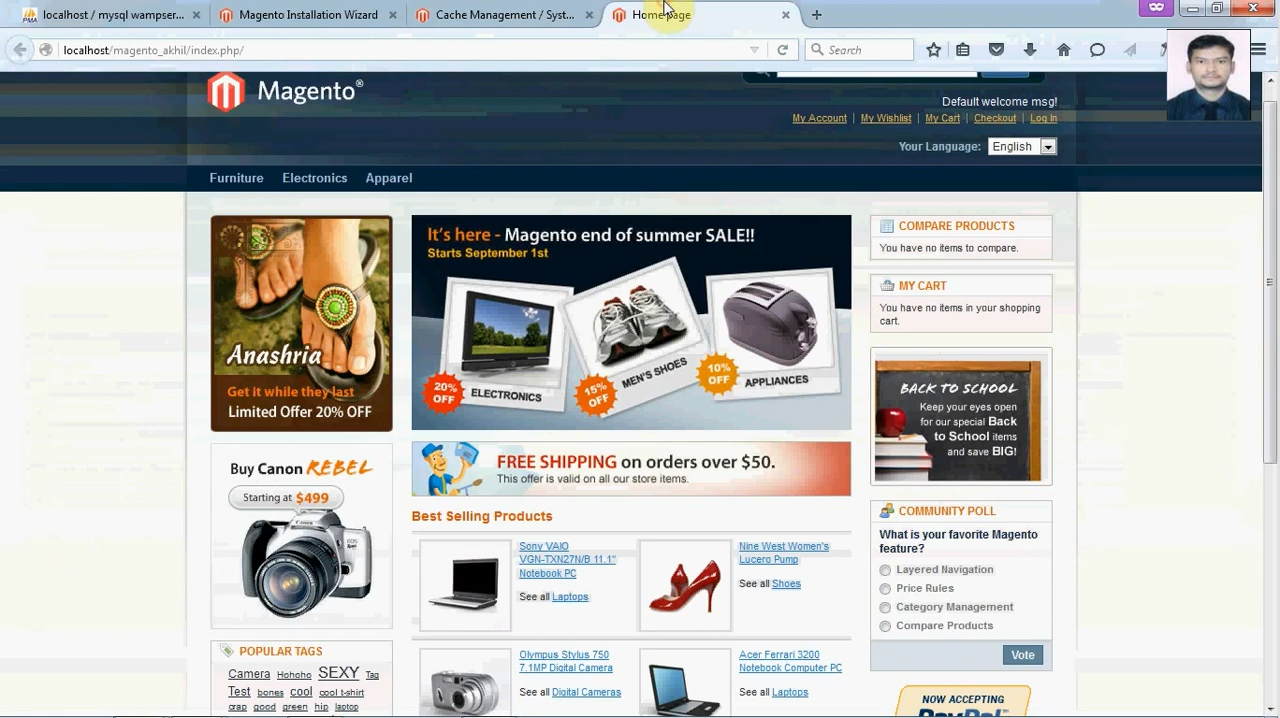 localhost / mysql wampser...
Magento Installation Wizard
Cache Management / Syst...
Home page
localhost/magento_akhil/index.php/
Search
Magento®
Default welcome msg!
My Account | My Wishlist | My Cart | Checkout | Log In
Your Language: English
Furniture Electronics Apparel
Anashria
Get it while they last
Limited Offer 20% OFF
It's here - Magento end of summer SALE!!
Starts September 1st
20% OFF
ELECTRONICS
15% OFF
MEN'S SHOES
10% OFF
APPLIANCES
COMPARE PRODUCTS
You have no items to compare.
MY CART
You have no items in your shopping
cart.
BACK TO SCHOOL
Keep your eyes open
for our special Back
to School items
and save BIG!
Buy Canon REBEL
Starting at $499
FREE SHIPPING on orders over $50.
This offer is valid on all our store items.
Best Selling Products
Sony VAIO
VGN-TXN27N/B 11.1"
Notebook PC
See all Laptops
Nine West Women's
Lucero Pump
See all Shoes
Olympus Stylus 750
7.1MP Digital Camera
See all Digital Cameras
Acer Ferrari 3200
Notebook Computer PC
See all Laptops
COMMUNITY POLL
What is your favorite Magento
feature?
Layered Navigation
Price Rules
Category Management
Compare Products
Vote
POPULAR TAGS
Camera Hohoho SEXY Tag
Test bones cool cool t-shirt
crap good green hip laptop
NOW ACCEPTING
PayPal